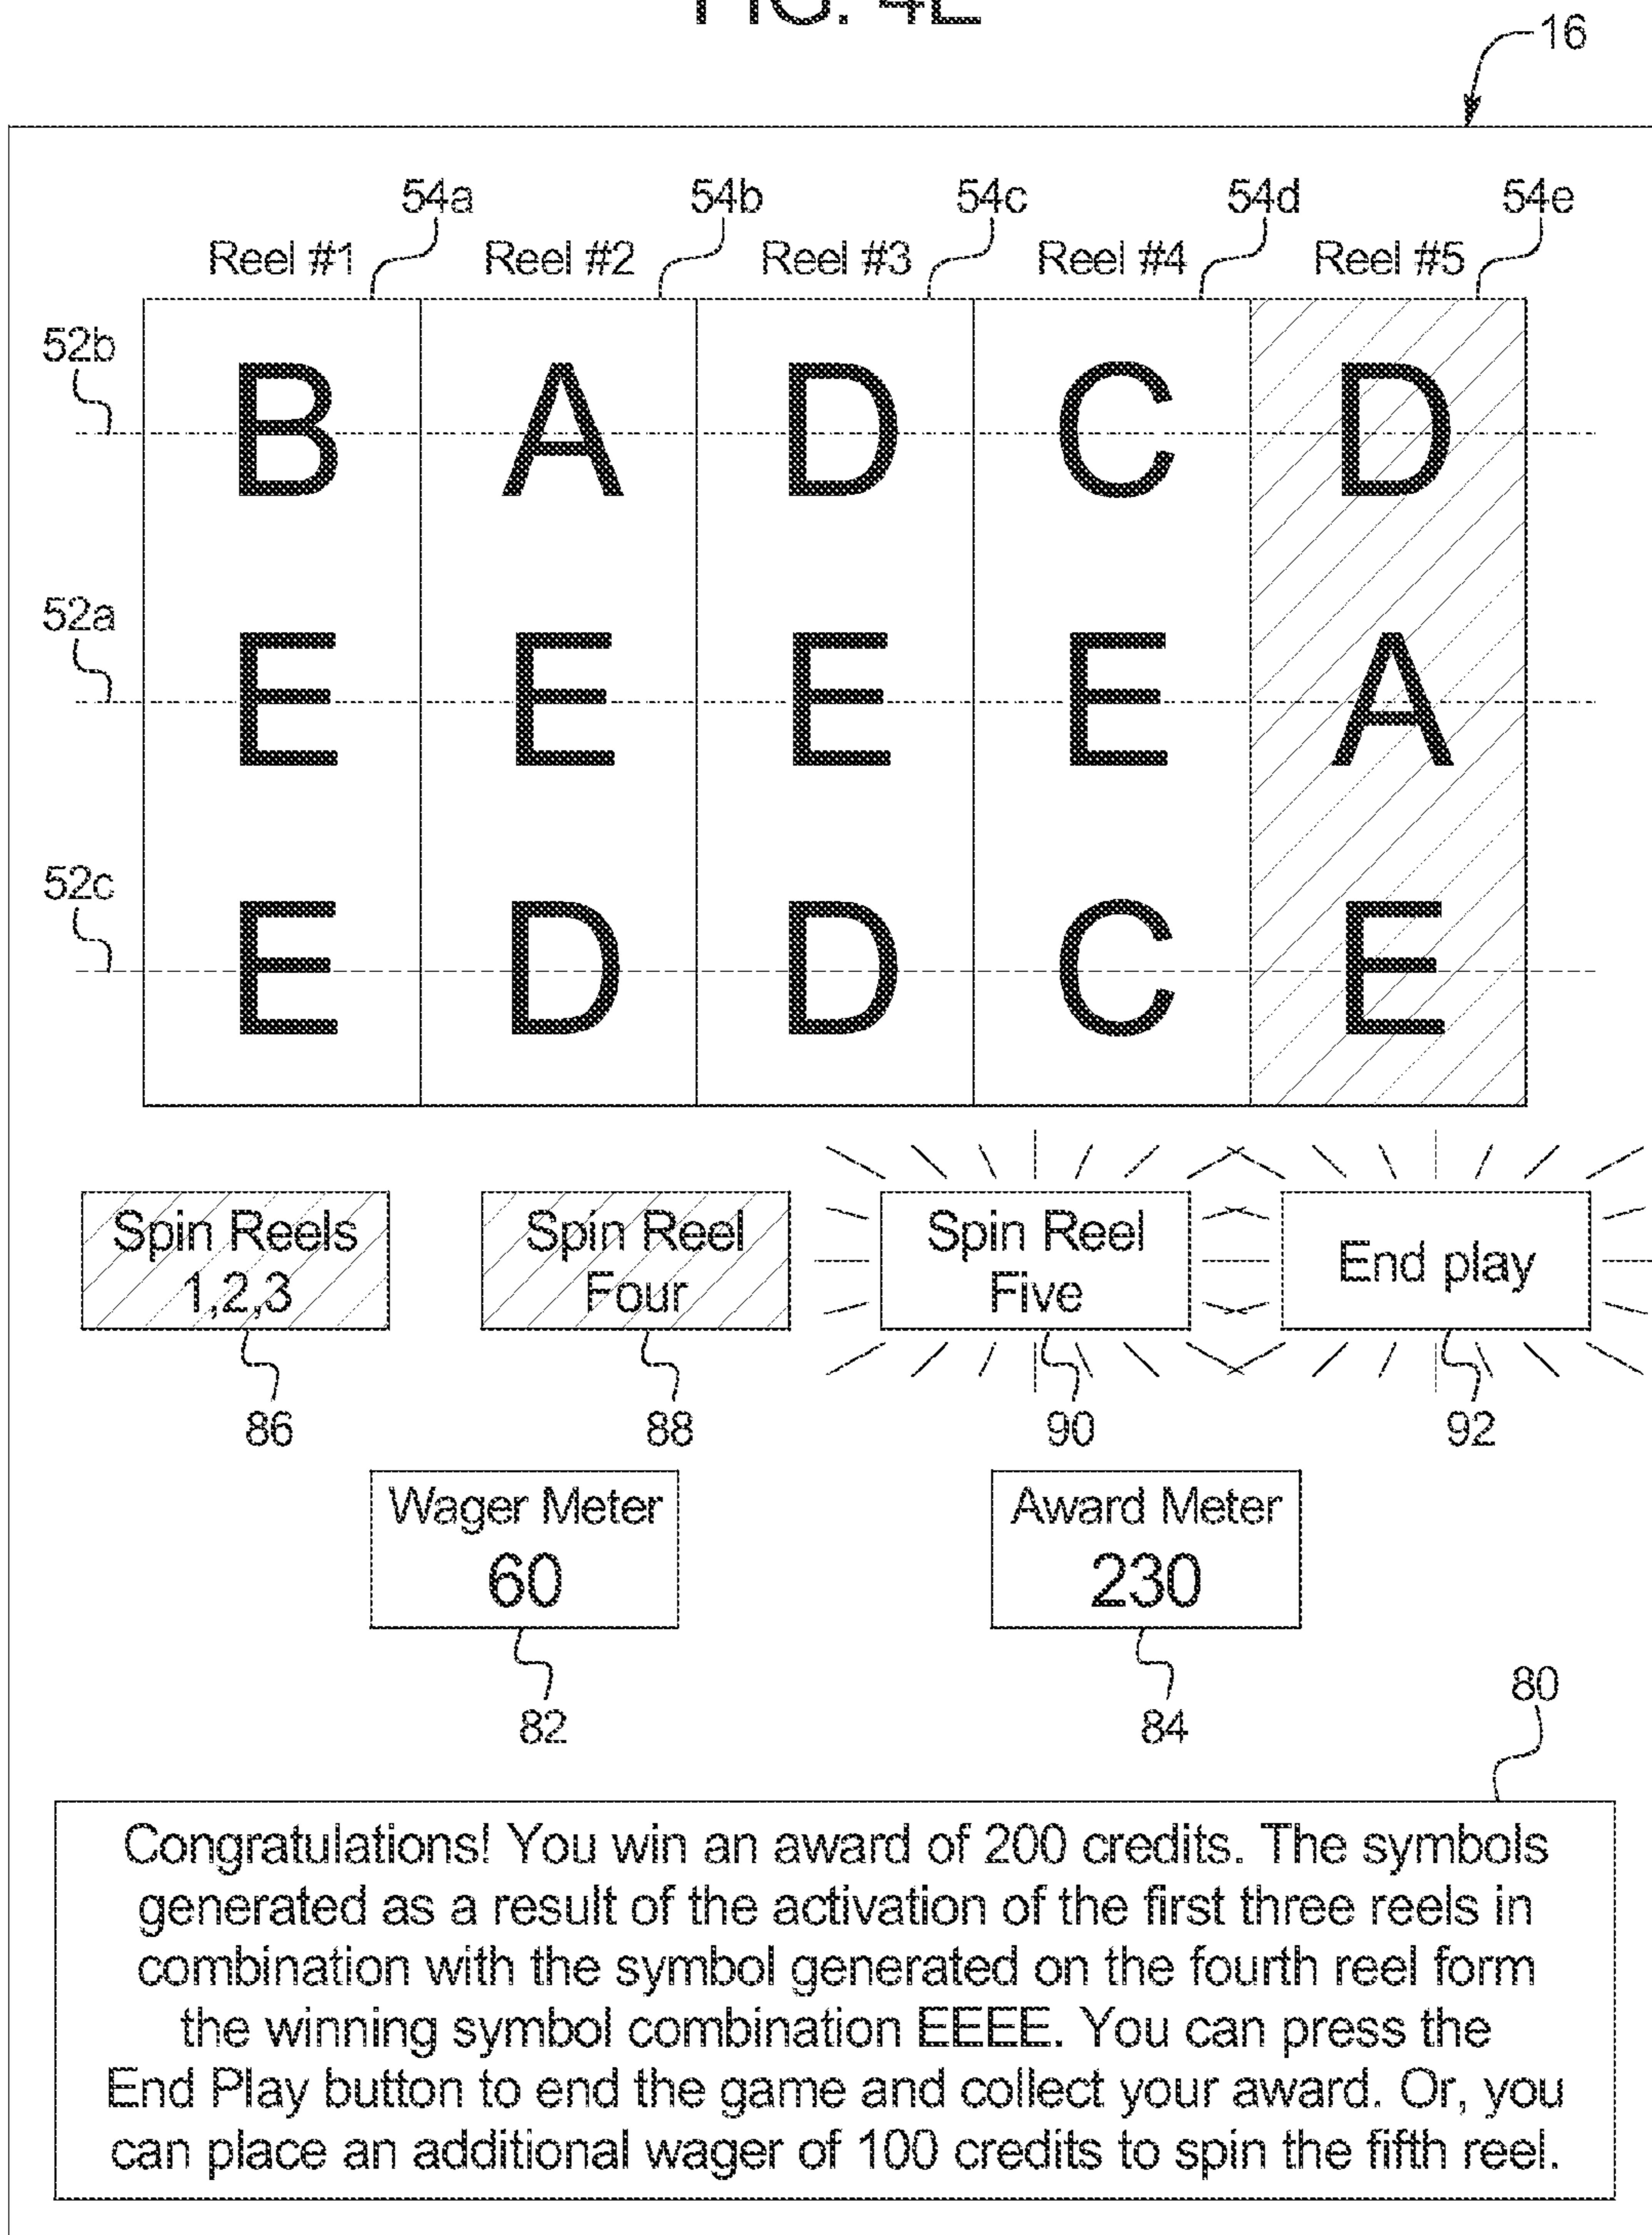 FIG. 4E
16
54a 54b 54c 54d 54e
Reel #1 Reel #2 Reel #3 Reel #4 Reel #5
52b
B A D C D
52a
E E E E A
52c
E D D C E
Spin Reels
1,2,3
Spin Reel
Four
Spin Reel
Five
End play
86 88 90 92
Wager Meter
60
Award Meter
230
82 84
80
Congratulations! You win an award of 200 credits. The symbols
generated as a result of the activation of the first three reels in
combination with the symbol generated on the fourth reel form
the winning symbol combination EEEE. You can press the
End Play button to end the game and collect your award. Or, you
can place an additional wager of 100 credits to spin the fifth reel.